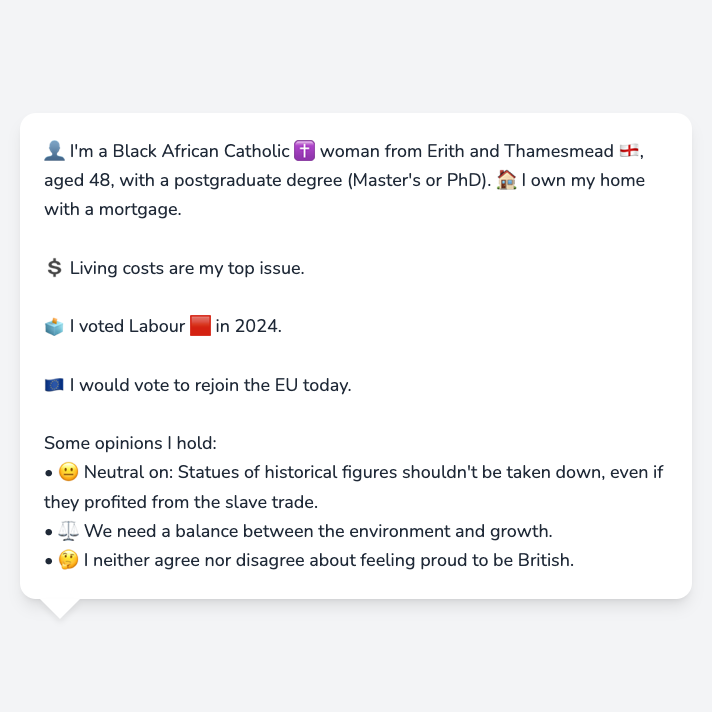 👤 I'm a Black African Catholic ✝️ woman from Erith and Thamesmead 🏴󠁧󠁢󠁥󠁮󠁧󠁿,
aged 48, with a postgraduate degree (Master's or PhD). 🏠 I own my home
with a mortgage.
💲 Living costs are my top issue.
🗳️ I voted Labour 🟥 in 2024.
🇪🇺 I would vote to rejoin the EU today.
Some opinions I hold:
• 😐 Neutral on: Statues of historical figures shouldn't be taken down, even if
they profited from the slave trade.
• ⚖️ We need a balance between the environment and growth.
• 🤔 I neither agree nor disagree about feeling proud to be British.